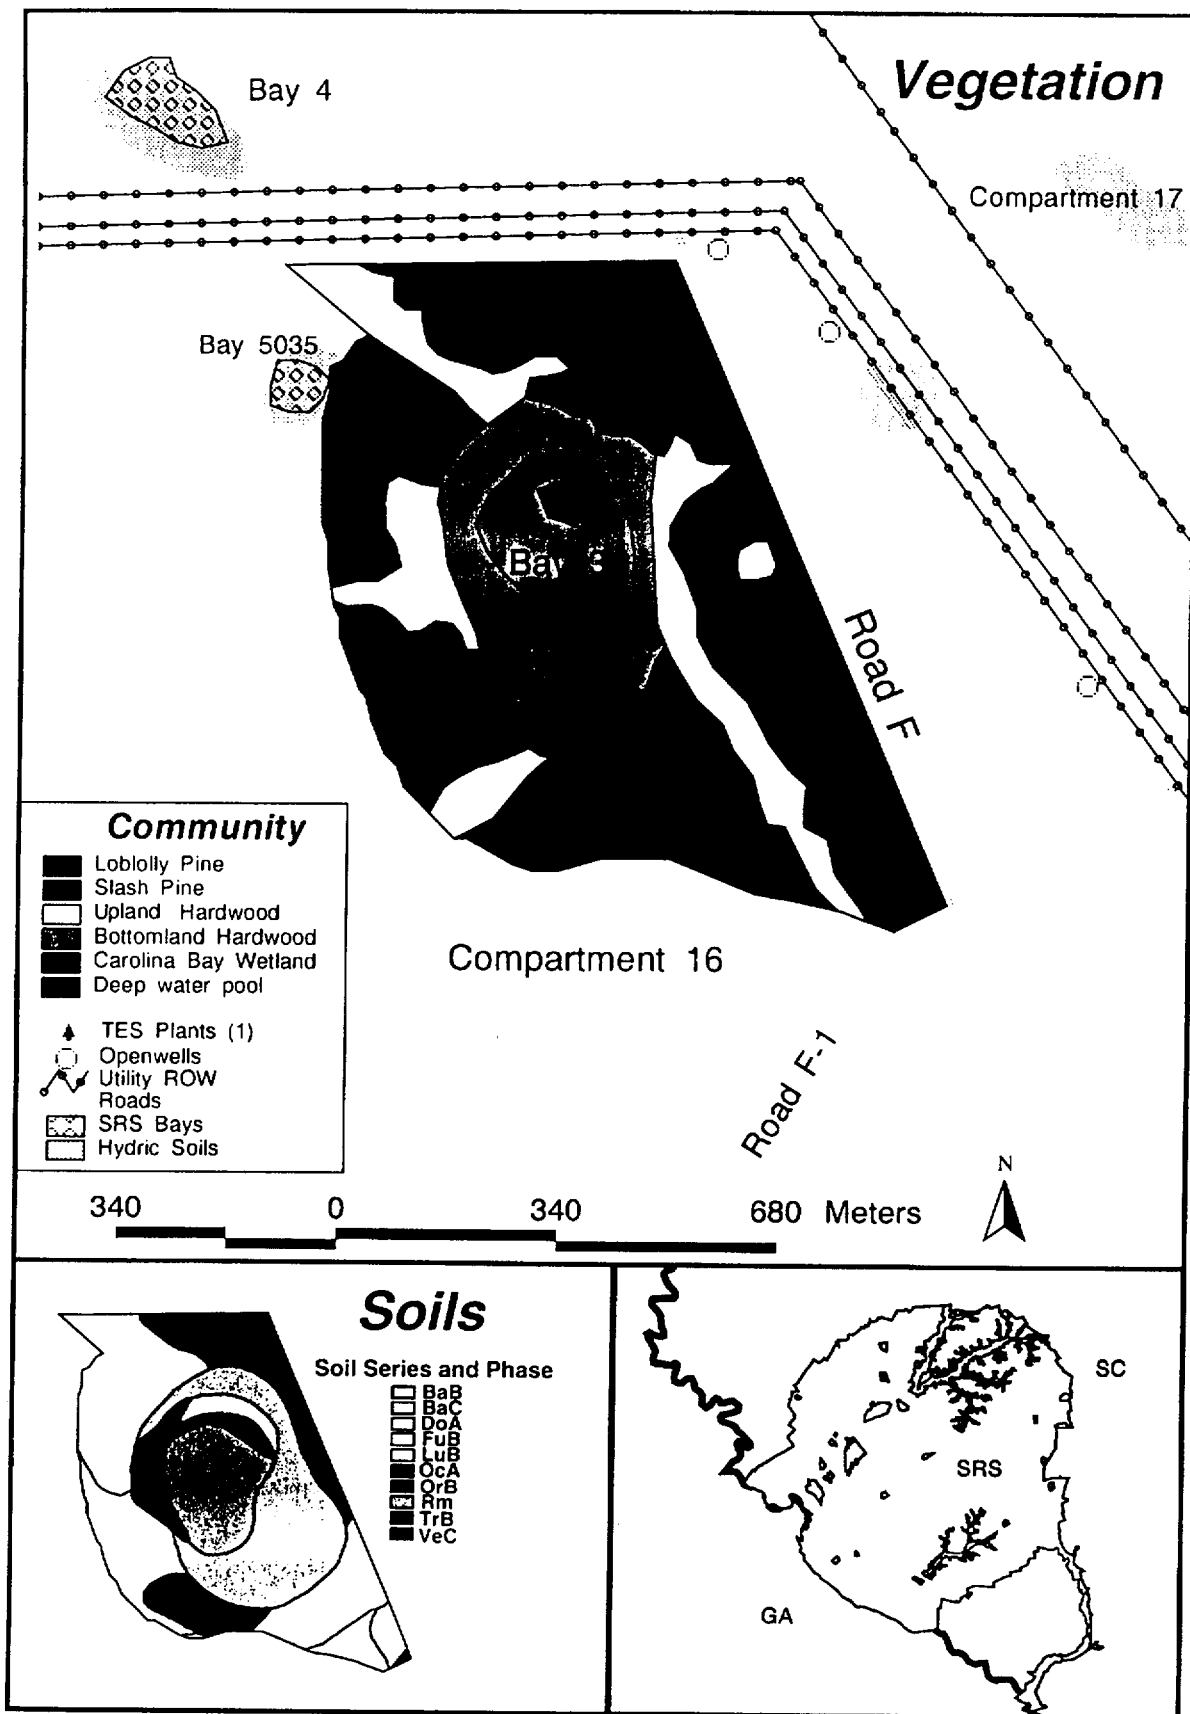 Vegetation
Bay 4
Compartment 17
Bay 5035
Road F
Community
Loblolly Pine
Slash Pine
Upland Hardwood
Bottomland Hardwood
Carolina Bay Wetland
Deep water pool
TES Plants (1)
Openwells
Utility ROW
Roads
SRS Bays
Hydric Soils
Compartment 16
Road F-1
N
340 0 340 680 Meters
Soils
Soil Series and Phase
BaB
BaC
DoA
FuB
LuB
OcA
OrB
Rm
TrB
VeC
SC
SRS
GA